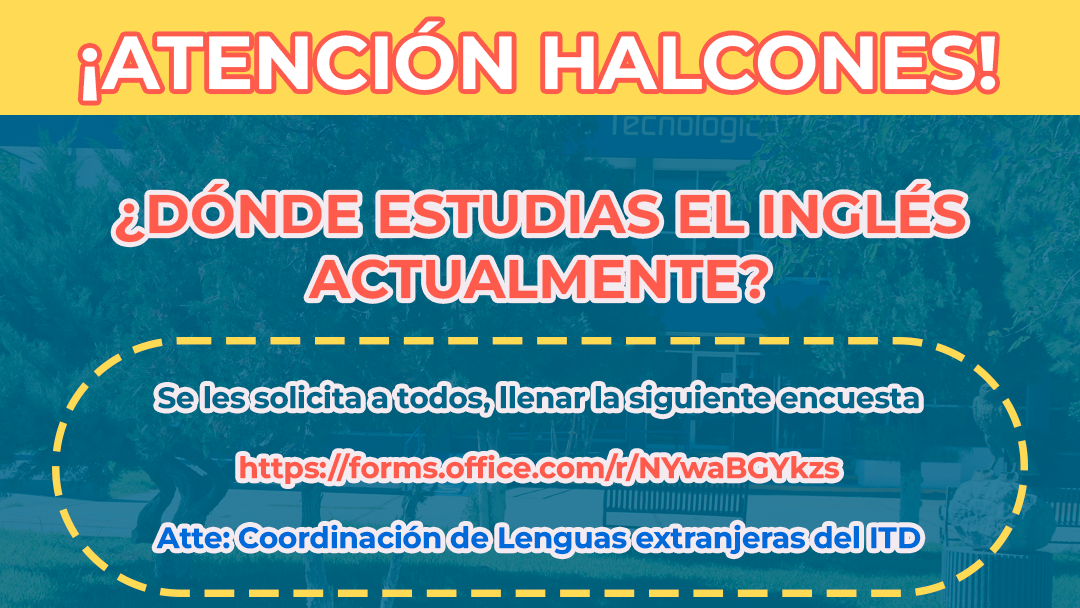 ¡ATENCIÓN HALCONES!
Tecnológic
¿DÓNDE ESTUDIAS EL INGLÉS
ACTUALMENTE?
Se les solicita a todos, llenar la siguiente encuesta
https://forms.office.com/r/NYwaBGYkzs
Atte: Coordinación de Lenguas extranjeras del ITD